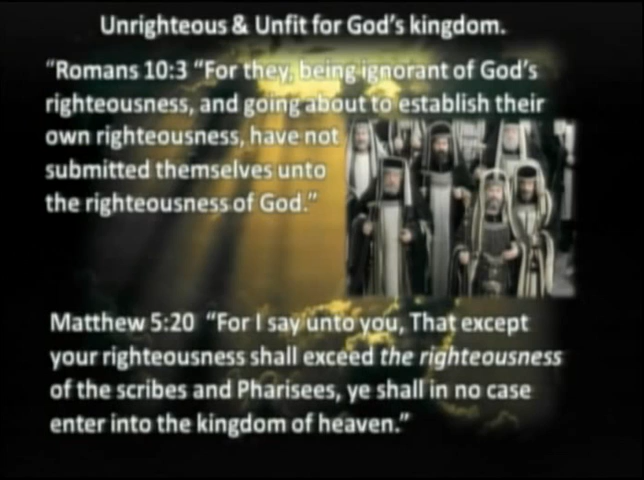 Unrighteous & Unfit for God's kingdom.
"Romans 10:3 "For they, being ignorant of God's
righteousness, and going about to establish their
own righteousness, have not
submitted themselves unto
the righteousness of God."
Matthew 5:20 "For I say unto you, That except
your righteousness shall exceed the righteousness
of the scribes and Pharisees, ye shall in no case
enter into the kingdom of heaven."